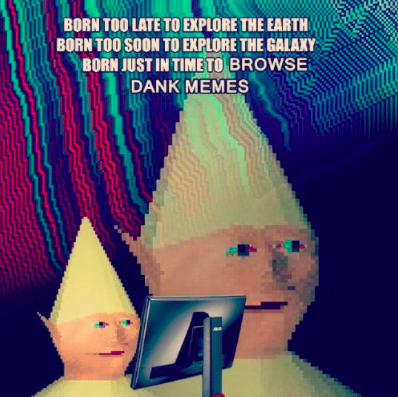 BORN TOO LATE TO EXPLORE THE EARTH
BORN TOO SOON TO EXPLORE THE GALAXY
BORN JUST IN TIME TO BROWSE
DANK MEMES